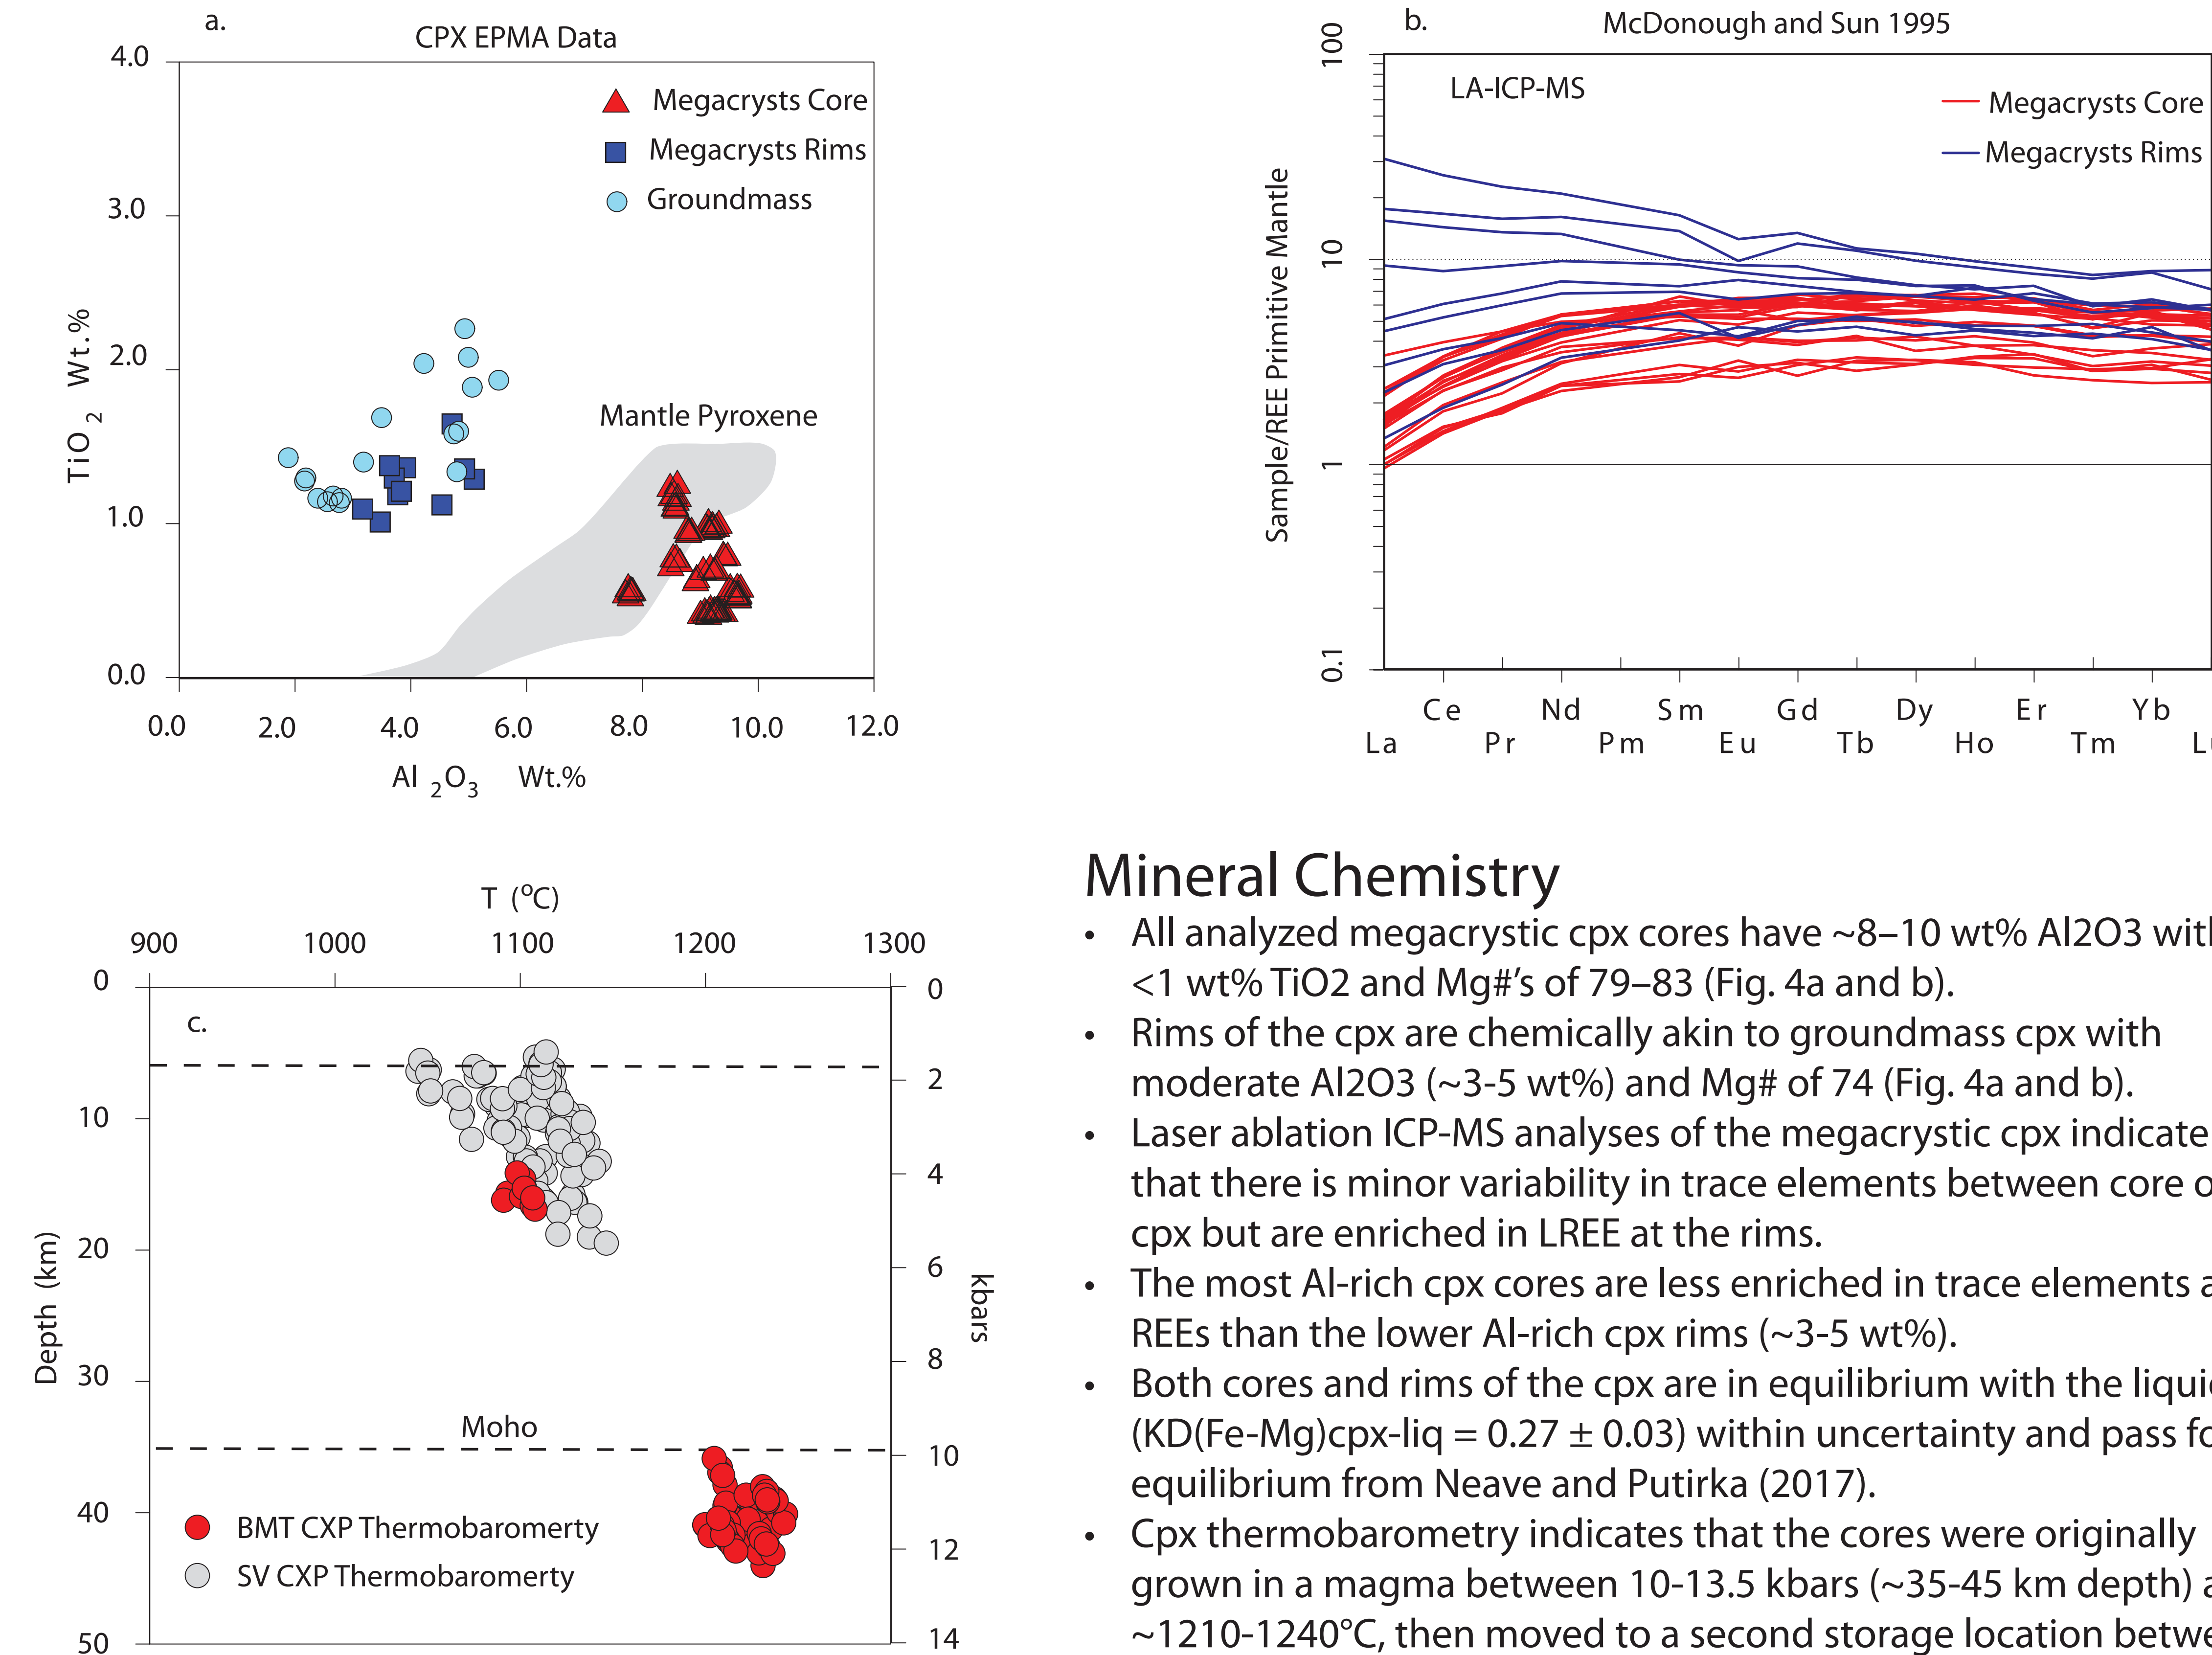 a.
CPX EPMA Data
4.0
3.0
2.0
1.0
0.0
TiO2 Wt.%
Megacrysts Core
Megacrysts Rims
Groundmass
Mantle Pyroxene
0.0 2.0 4.0 6.0 8.0 10.0 12.0
Al2O3 Wt.%
b.
McDonough and Sun 1995
LA-ICP-MS
Megacrysts Core
Megacrysts Rims
100
10
1
0.1
Sample/REE Primitive Mantle
Ce Nd Sm Gd Dy Er Yb
La Pr Pm Eu Tb Ho Tm
T (°C)
900 1000 1100 1200 1300
c.
0
10
20
30
40
50
Depth (km)
0
2
4
6
8
10
12
14
kbars
Moho
BMT CXP Thermobaromerty
SV CXP Thermobaromerty
Mineral Chemistry
• All analyzed megacrystic cpx cores have ~8–10 wt% Al2O3
<1 wt% TiO2 and Mg#'s of 79–83 (Fig. 4a and b).
• Rims of the cpx are chemically akin to groundmass cpx with
moderate Al2O3 (~3-5 wt%) and Mg# of 74 (Fig. 4a and b).
• Laser ablation ICP-MS analyses of the megacrystic cpx indicate
that there is minor variability in trace elements between core
cpx but are enriched in LREE at the rims.
• The most Al-rich cpx cores are less enriched in trace elements
REEs than the lower Al-rich cpx rims (~3-5 wt%).
• Both cores and rims of the cpx are in equilibrium with the
(KD(Fe-Mg)cpx-liq = 0.27 ± 0.03) within uncertainty and pass
equilibrium from Neave and Putirka (2017).
• Cpx thermobarometry indicates that the cores were originally
grown in a magma between 10-13.5 kbars (~35-45 km depth)
~1210-1240°C, then moved to a second storage location